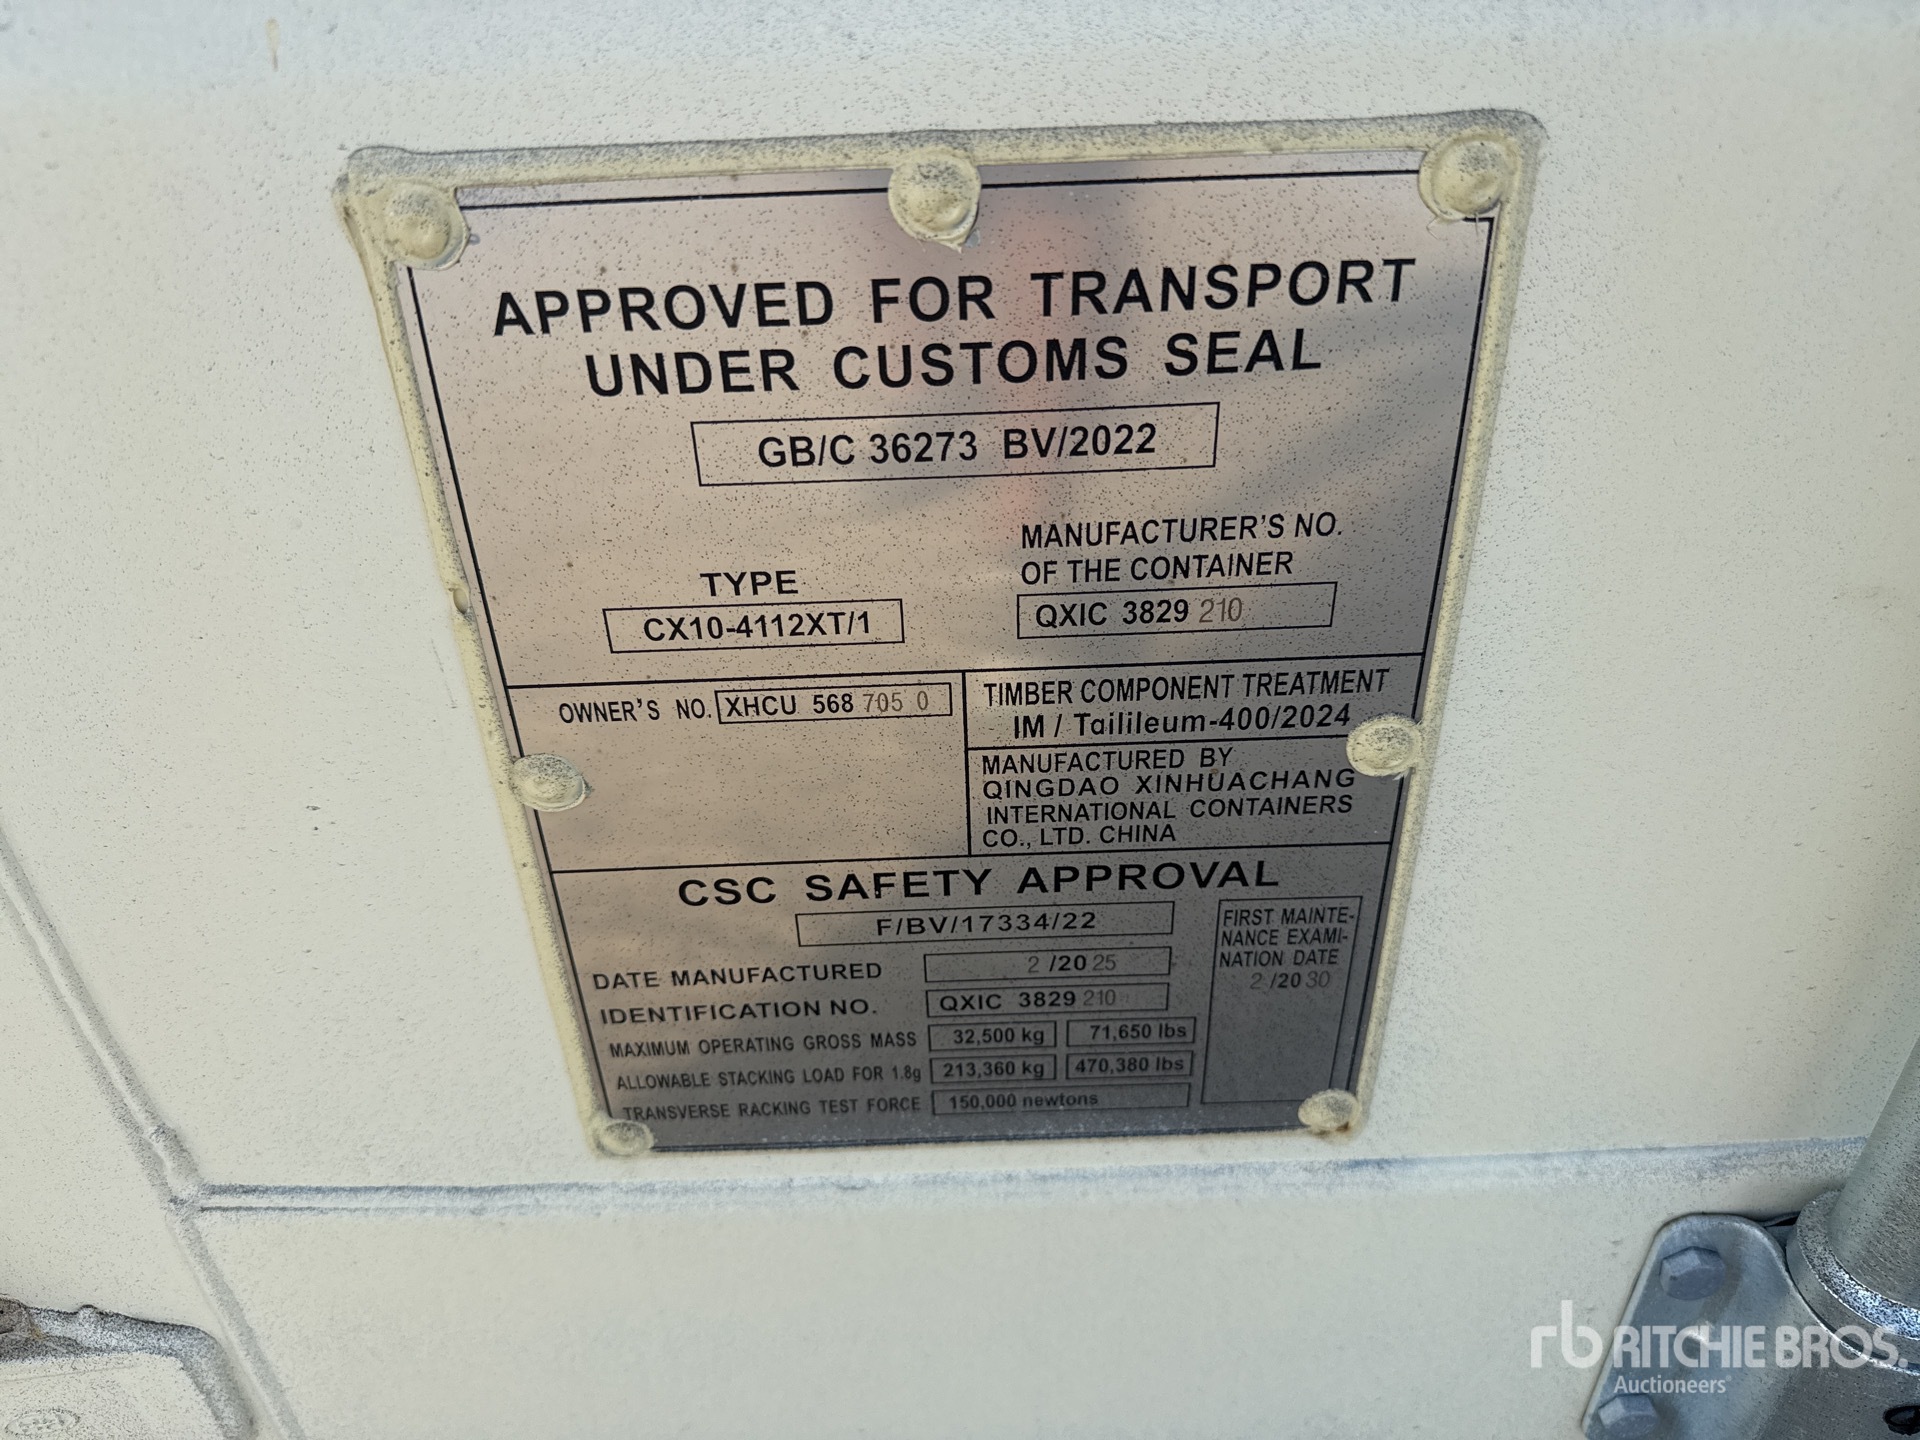 APPROVED FOR TRANSPORT
UNDER CUSTOMS SEAL
GB/C 36273 BV/2022
TYPE
CX10-4112XT/1
MANUFACTURER'S NO.
OF THE CONTAINER
QXIC 3829 210
OWNER'S NO. XHCU 568 705 0
TIMBER COMPONENT TREATMENT
IM / Tailileum-400/2024
MANUFACTURED BY
QINGDAO XINHUACHANG
INTERNATIONAL CONTAINERS
CO., LTD. CHINA
CSC SAFETY APPROVAL
F/BV/17334/22
DATE MANUFACTURED 2 /20 25
IDENTIFICATION NO. QXIC 3829 210
MAXIMUM OPERATING GROSS MASS 32,500 kg 71,650 lbs
ALLOWABLE STACKING LOAD FOR 1.8g 213,360 kg 470,380 lbs
TRANSVERSE RACKING TEST FORCE 150,000 newtons
FIRST MAINTE-
NANCE EXAMI-
NATION DATE
2 /20 30
rb RITCHIE BROS.
Auctioneers